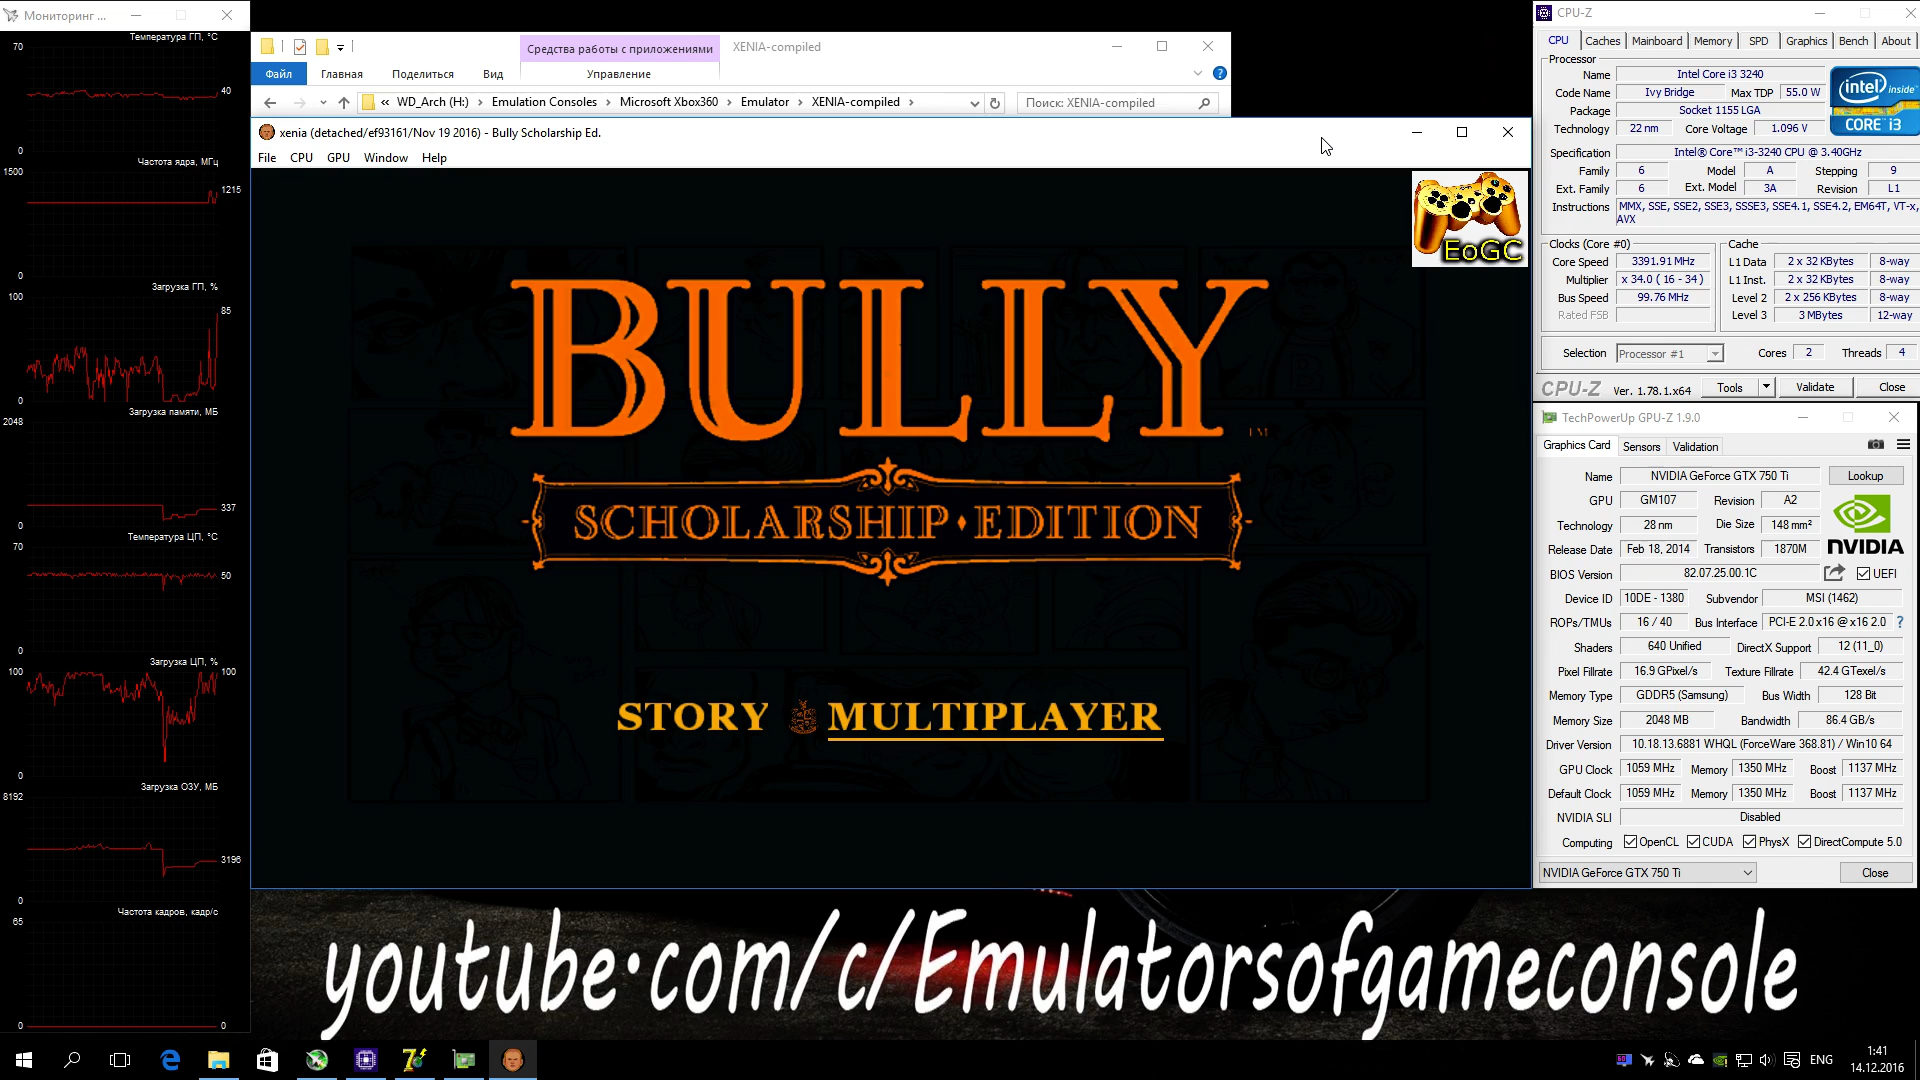 Мониторинг ...
Температура ГП, °C
70
40
0
Частота ядра, МГц
1500
1215
0
Загрузка ГП, %
100
85
0
Загрузка памяти, МБ
2048
337
0
Температура ЦП, °C
70
50
0
Загрузка ЦП, %
100
100
0
Загрузка ОЗУ, МБ
8192
3196
0
Частота кадров, кадр/с
65
0
0
Средства работы с приложениями
XENIA-compiled
Файл Главная Поделиться Вид Управление
« WD_Arch (H:) Emulation Consoles Microsoft Xbox360 Emulator XENIA-compiled
Поиск: XENIA-compiled
xenia (detached/ef93161/Nov 19 2016) - Bully Scholarship Ed.
File CPU GPU Window Help
EoGC
BULLY
TM
SCHOLARSHIP EDITION
STORY MULTIPLAYER
youtube.com/c/Emulatorsofgameconsole
CPU-Z
CPU Caches Mainboard Memory SPD Graphics Bench About
Processor
Name Intel Core i3 3240
Code Name Ivy Bridge Max TDP 55.0 W
Package Socket 1155 LGA
Technology 22 nm Core Voltage 1.096 V
intel inside™
CORE i3
Specification Intel® Core™ i3-3240 CPU @ 3.40GHz
Family 6 Model A Stepping 9
Ext. Family 6 Ext. Model 3A Revision L1
Instructions MMX, SSE, SSE2, SSE3, SSSE3, SSE4.1, SSE4.2, EM64T, VT-x,
AVX
Clocks (Core #0)
Core Speed 3391.91 MHz
Multiplier x 34.0 ( 16 - 34 )
Bus Speed 99.76 MHz
Rated FSB
Cache
L1 Data 2 x 32 KBytes 8-way
L1 Inst. 2 x 32 KBytes 8-way
Level 2 2 x 256 KBytes 8-way
Level 3 3 MBytes 12-way
Selection Processor #1 Cores 2 Threads 4
CPU-Z Ver. 1.78.1.x64 Tools Validate Close
TechPowerUp GPU-Z 1.9.0
Graphics Card Sensors Validation
Name NVIDIA GeForce GTX 750 Ti Lookup
GPU GM107 Revision A2
Technology 28 nm Die Size 148 mm²
Release Date Feb 18, 2014 Transistors 1870M
NVIDIA
BIOS Version 82.07.25.00.1C UEFI
Device ID 10DE - 1380 Subvendor MSI (1462)
ROPs/TMUs 16 / 40 Bus Interface PCI-E 2.0 x16 @ x16 2.0 ?
Shaders 640 Unified DirectX Support 12 (11_0)
Pixel Fillrate 16.9 GPixel/s Texture Fillrate 42.4 GTexel/s
Memory Type GDDR5 (Samsung) Bus Width 128 Bit
Memory Size 2048 MB Bandwidth 86.4 GB/s
Driver Version 10.18.13.6881 WHQL (ForceWare 368.81) / Win10 64
GPU Clock 1059 MHz Memory 1350 MHz Boost 1137 MHz
Default Clock 1059 MHz Memory 1350 MHz Boost 1137 MHz
NVIDIA SLI Disabled
Computing OpenCL CUDA PhysX DirectCompute 5.0
NVIDIA GeForce GTX 750 Ti Close
ENG
1:41
14.12.2016